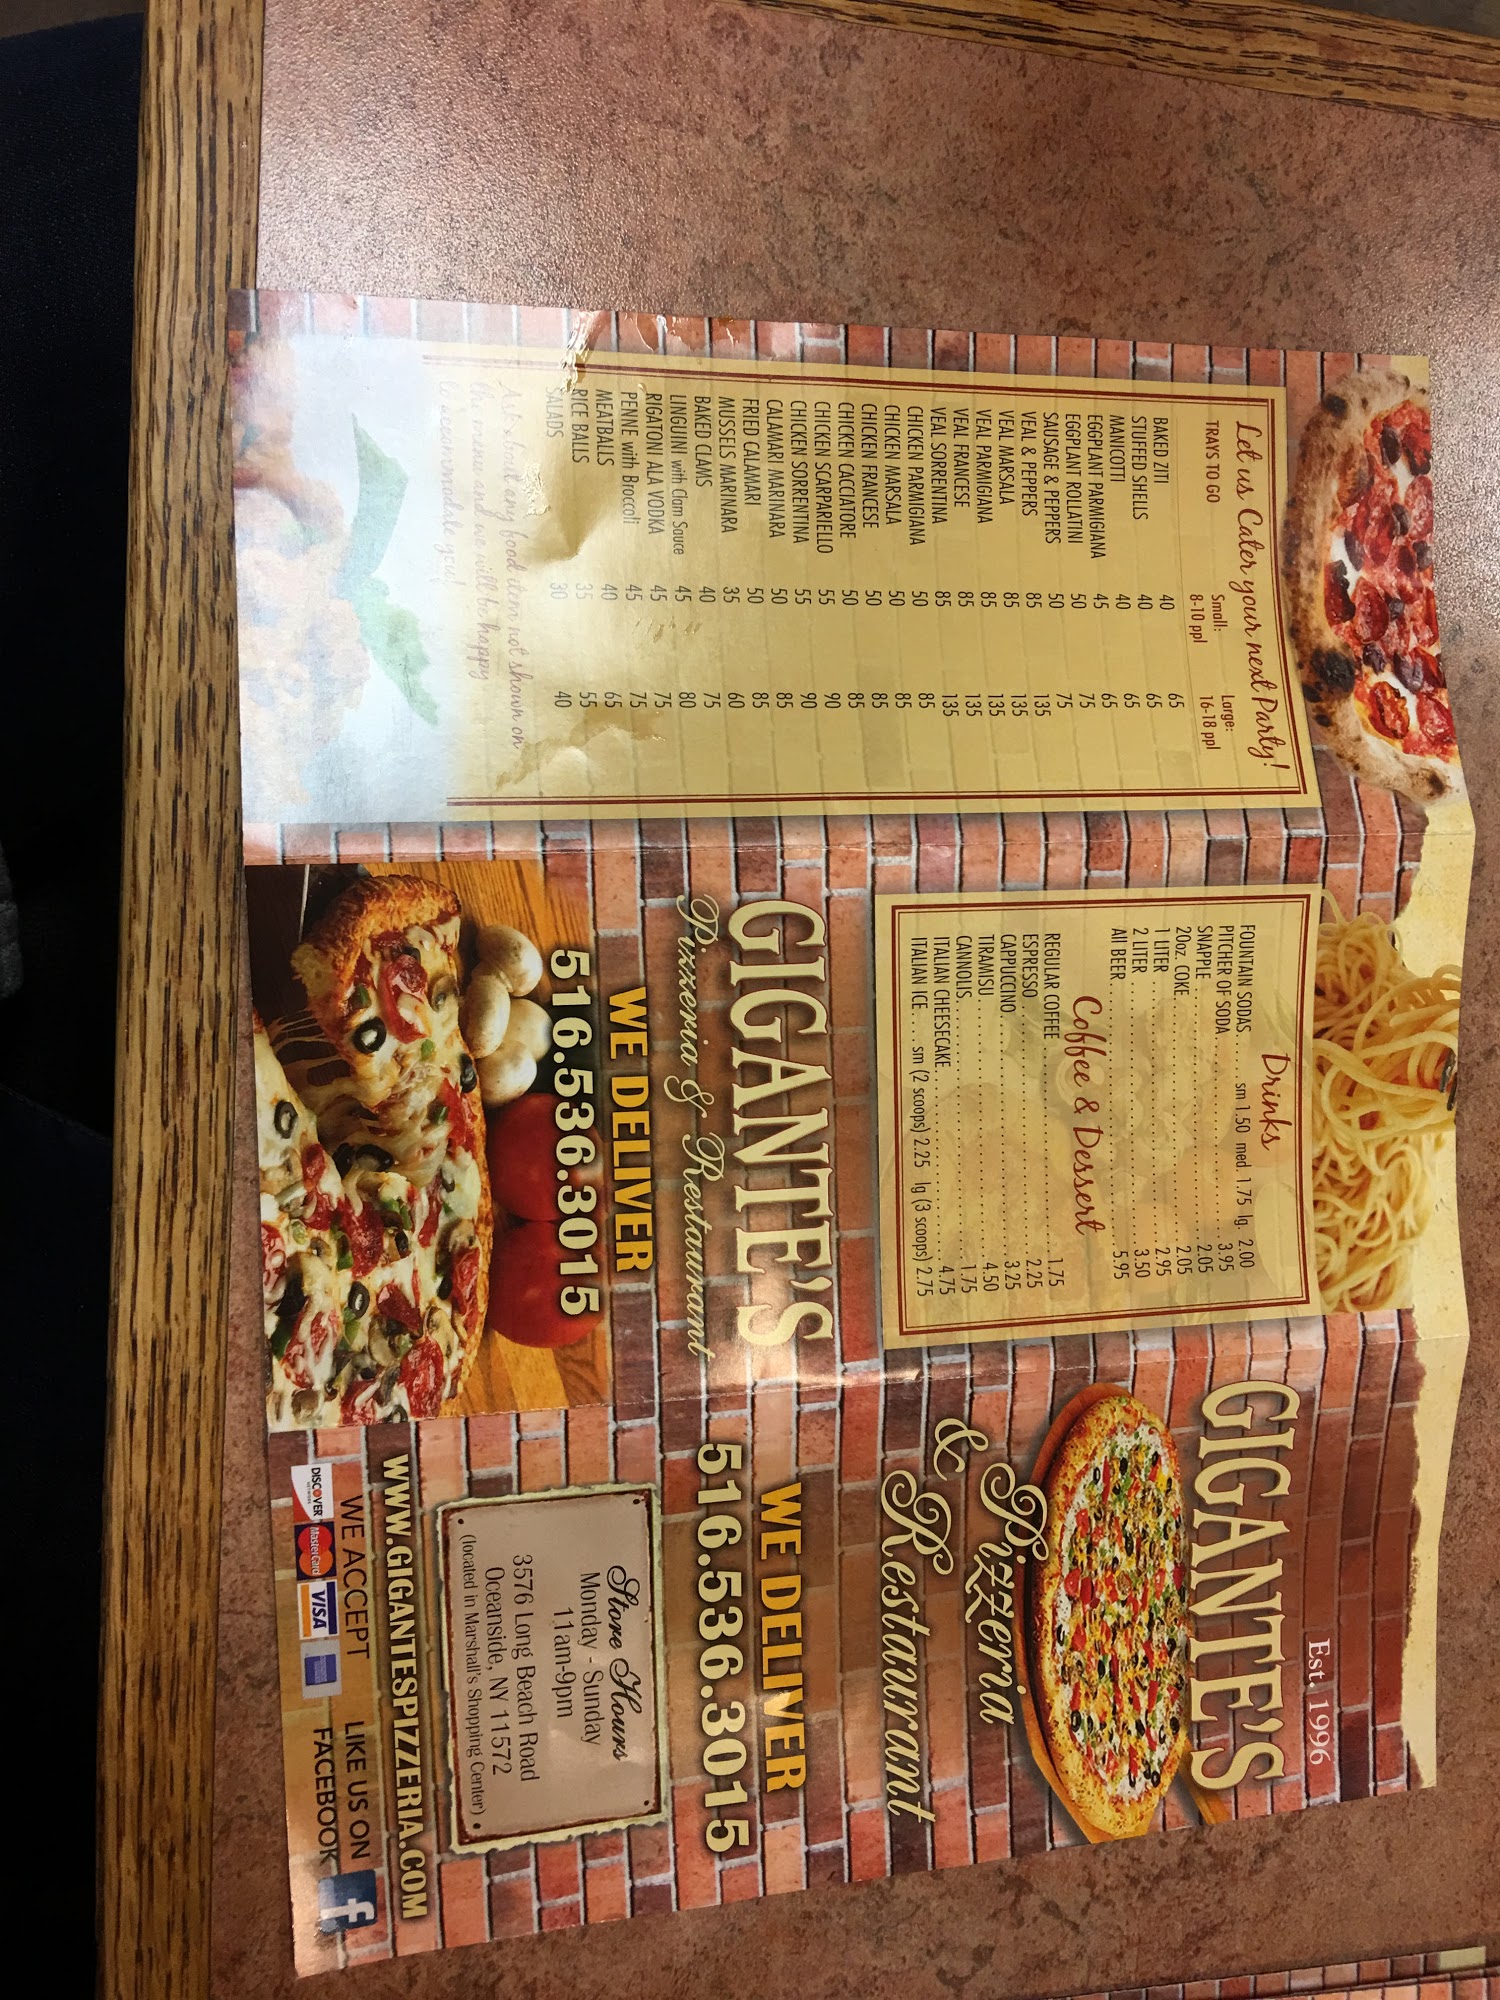 Let us Cater your next Party!
TRAYS TO GO Small: 8-10 ppl Large: 16-18 ppl
BAKED ZITI 40 65
STUFFED SHELLS 40 65
MANICOTTI 40 65
EGGPLANT PARMIGIANA 45 65
EGGPLANT ROLLATINI 50 75
SAUSAGE & PEPPERS 50 75
VEAL & PEPPERS 85 135
VEAL MARSALA 85 135
VEAL PARMIGIANA 85 135
VEAL FRANCESE 85 135
VEAL SORRENTINA 85 135
CHICKEN PARMIGIANA 50 85
CHICKEN MARSALA 50 85
CHICKEN FRANCESE 50 85
CHICKEN CACCIATORE 50 85
CHICKEN SCARPPARIELLO 55 90
CHICKEN SORRENTINA 55 90
CALAMARI MARINARA 50 85
FRIED CALAMARI 50 85
MUSSELS MARINARA 35 60
BAKED CLAMS 40 75
LINGUINI with Clam Sauce 45 80
RIGATONI ALA VODKA 45 75
PENNE with Broccoli 45 75
MEATBALLS 40 65
RICE BALLS 35 55
SALADS 30 40
Ask about any food item not shown on
the menu and we will be happy
to accommodate you!
Drinks
FOUNTAIN SODAS..... sm 1.50 med 1.75 lg. 2.00
PITCHER OF SODA.................... 3.95
SNAPPLE.................... 2.05
20oz. COKE.................... 2.05
1 LITER.................... 2.95
2 LITER.................... 3.50
All BEER.................... 5.95
Coffee & Dessert
REGULAR COFFEE.................... 1.75
ESPRESSO.................... 2.25
CAPPUCCINO.................... 3.25
TIRAMISU.................... 4.50
CANNOLIS.................... 1.75
ITALIAN CHEESECAKE.................... 4.75
ITALIAN ICE.... sm (2 scoops) 2.25 lg (3 scoops) 2.75
GIGANTE'S
Pizzeria & Restaurant
WE DELIVER
516.536.3015
Est. 1996
GIGANTE'S
Pizzeria
& Restaurant
WE DELIVER
516.536.3015
Store Hours
Monday - Sunday
11am-9pm
3576 Long Beach Road
Oceanside, NY 11572
(located in Marshall's Shopping Center)
WWW.GIGANTESPIZZERIA.COM
WE ACCEPT
DISCOVER MasterCard VISA
LIKE US ON
FACEBOOK f